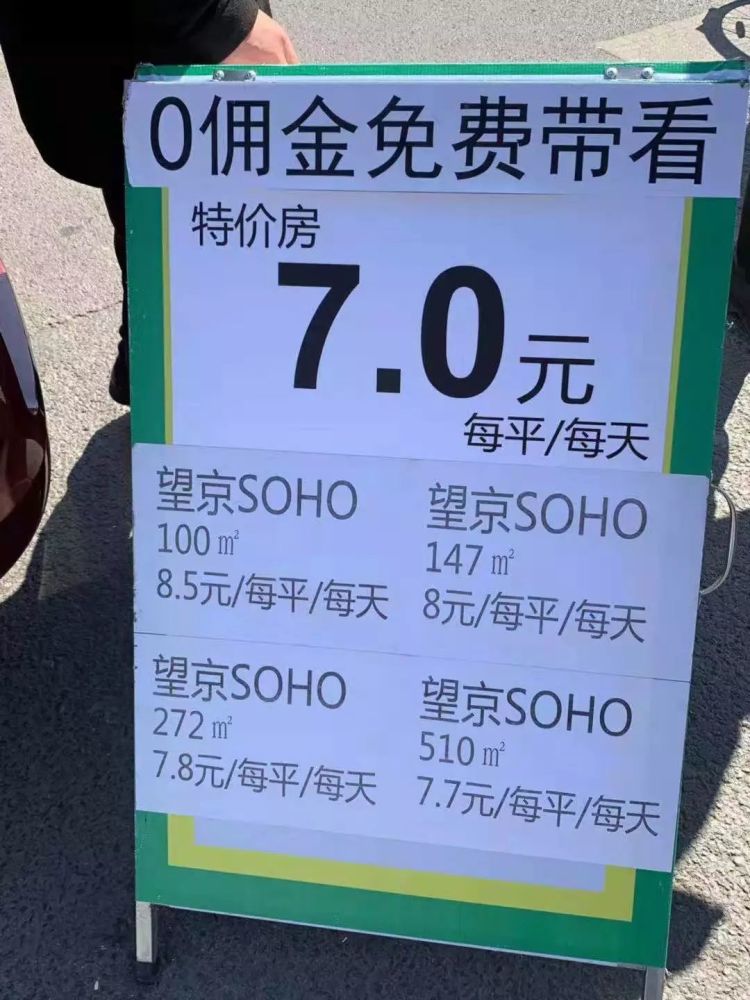 0佣金免费带看
特价房
7.0元
每平/每天
望京SOHO
100㎡
8.5元/每平/每天
望京SOHO
147㎡
8元/每平/每天
望京SOHO
272㎡
7.8元/每平/每天
望京SOHO
510㎡
7.7元/每平/每天